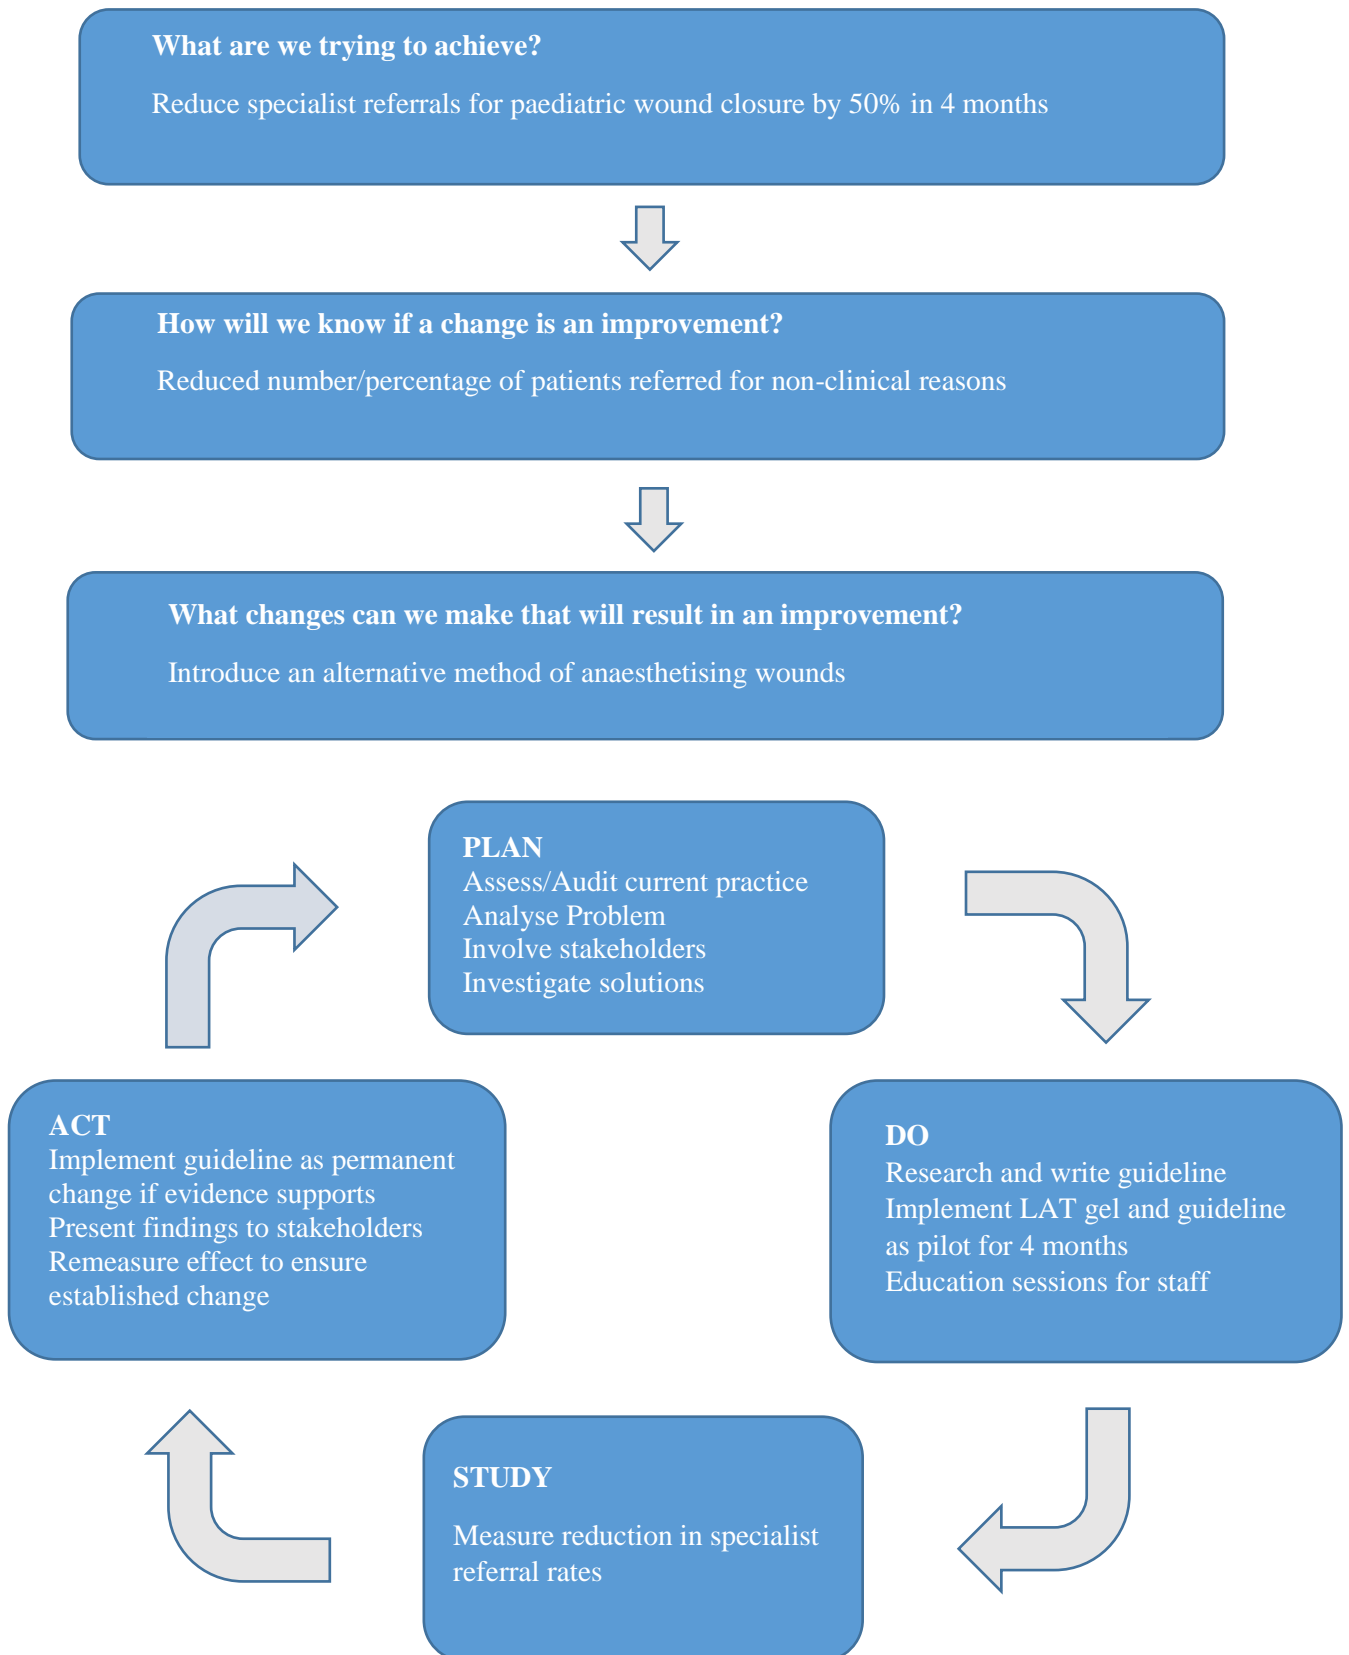 What are we trying to achieve?
Reduce specialist referrals for paediatric wound closure by 50% in 4 months
How will we know if a change is an improvement?
Reduced number/percentage of patients referred for non-clinical reasons
What changes can we make that will result in an improvement?
Introduce an alternative method of anaesthetising wounds
PLAN
Assess/Audit current practice
Analyse Problem
Involve stakeholders
Investigate solutions
ACT
Implement guideline as permanent
change if evidence supports
Present findings to stakeholders
Remeasure effect to ensure
established change
DO
Research and write guideline
Implement LAT gel and guideline
as pilot for 4 months
Education sessions for staff
STUDY
Measure reduction in specialist
referral rates